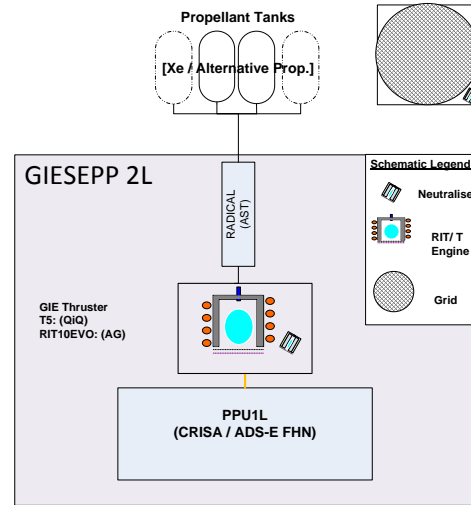 Propellant Tanks
[Xe / Alternative Prop.]
GIESEPP 2L
RADICAL
(AST)
GIE Thruster
T5: (QiQ)
RIT10EVO: (AG)
PPU1L
(CRISA / ADS-E FHN)
Schematic Legend
Neutralise
RIT/ T
Engine
Grid